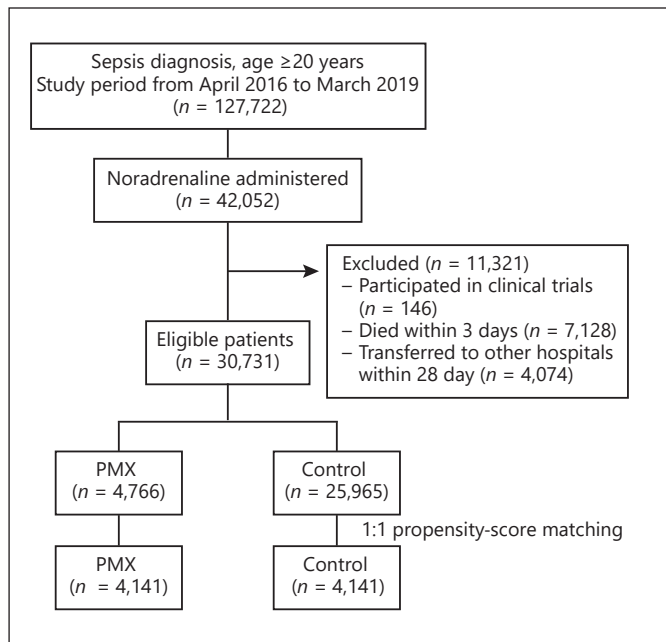 Sepsis diagnosis, age ≥20 years
Study period from April 2016 to March 2019
(n = 127,722)
Noradrenaline administered
(n = 42,052)
Excluded (n = 11,321)
– Participated in clinical trials
(n = 146)
– Died within 3 days (n = 7,128)
– Transferred to other hospitals
within 28 day (n = 4,074)
Eligible patients
(n = 30,731)
PMX
(n = 4,766)
Control
(n = 25,965)
1:1 propensity-score matching
PMX
(n = 4,141)
Control
(n = 4,141)